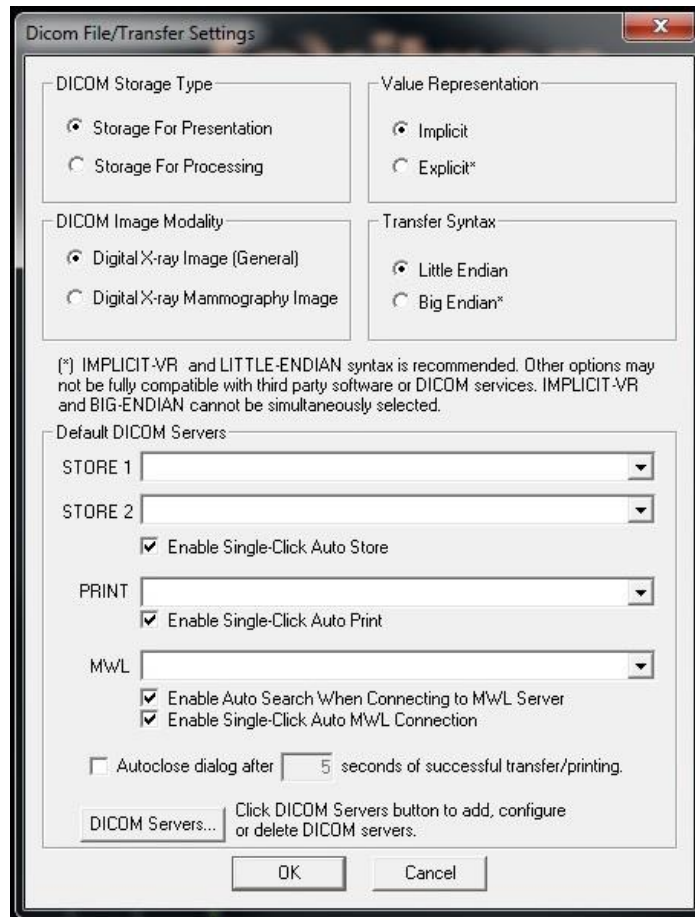 Dicom File/Transfer Settings
DICOM Storage Type
Storage For Presentation
Storage For Processing
Value Representation
Implicit
Explicit*
DICOM Image Modality
Digital X-ray Image (General)
Digital X-ray Mammography Image
Transfer Syntax
Little Endian
Big Endian*
(*) IMPLICIT-VR and LITTLE-ENDIAN syntax is recommended. Other options may
not be fully compatible with third party software or DICOM services. IMPLICIT-VR
and BIG-ENDIAN cannot be simultaneously selected.
Default DICOM Servers
STORE 1
STORE 2
Enable Single-Click Auto Store
PRINT
Enable Single-Click Auto Print
MWL
Enable Auto Search When Connecting to MWL Server
Enable Single-Click Auto MWL Connection
Autoclose dialog after 5 seconds of successful transfer/printing.
DICOM Servers...
Click DICOM Servers button to add, configure
or delete DICOM servers.
OK
Cancel